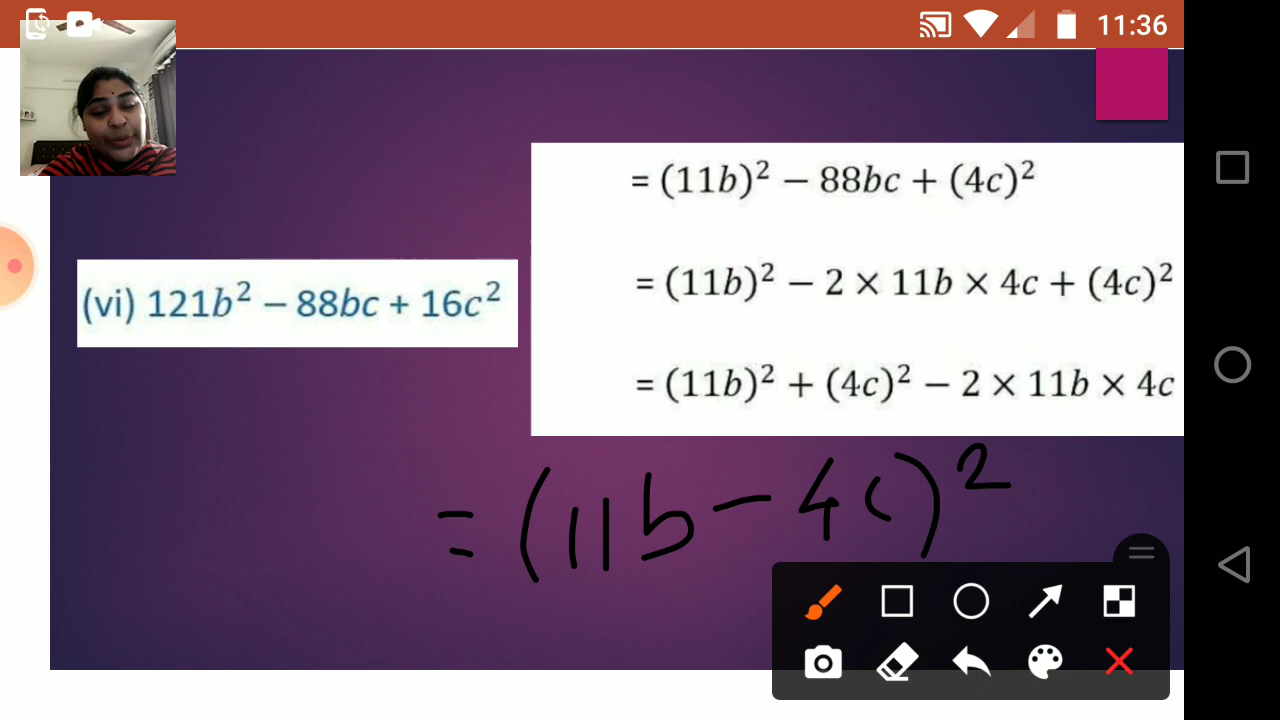 11:36
= (11b)² − 88bc + (4c)²
(vi) 121b² − 88bc + 16c²
= (11b)² − 2 × 11b × 4c + (4c)²
= (11b)² + (4c)² − 2 × 11b × 4c
= (11b − 4c)²